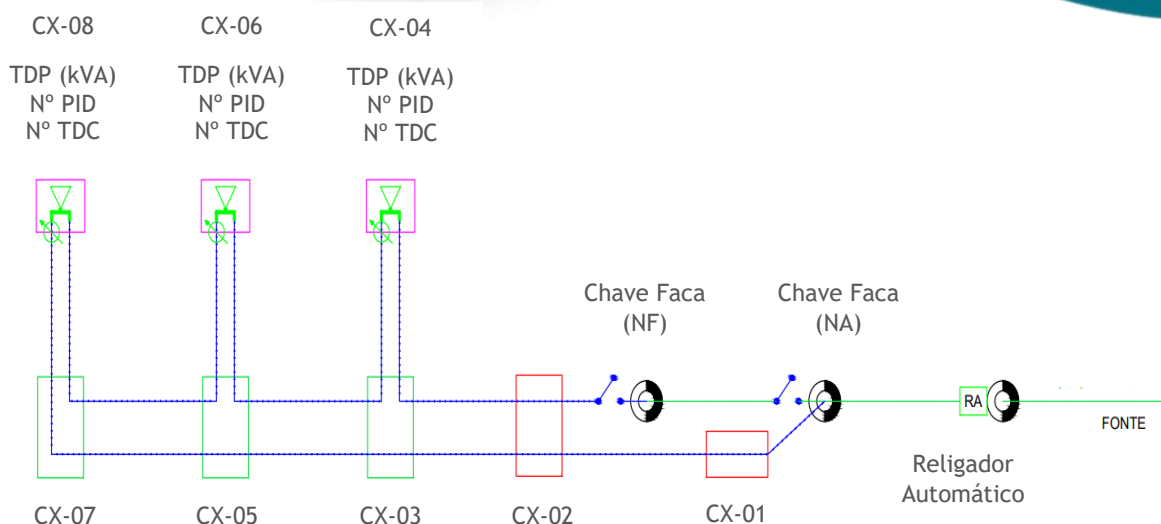 CX-08
TDP (kVA)
Nº PID
Nº TDC
CX-06
TDP (kVA)
Nº PID
Nº TDC
CX-04
TDP (kVA)
Nº PID
Nº TDC
Chave Faca
(NF)
Chave Faca
(NA)
RA
FONTE
Religador
Automático
CX-07
CX-05
CX-03
CX-02
CX-01